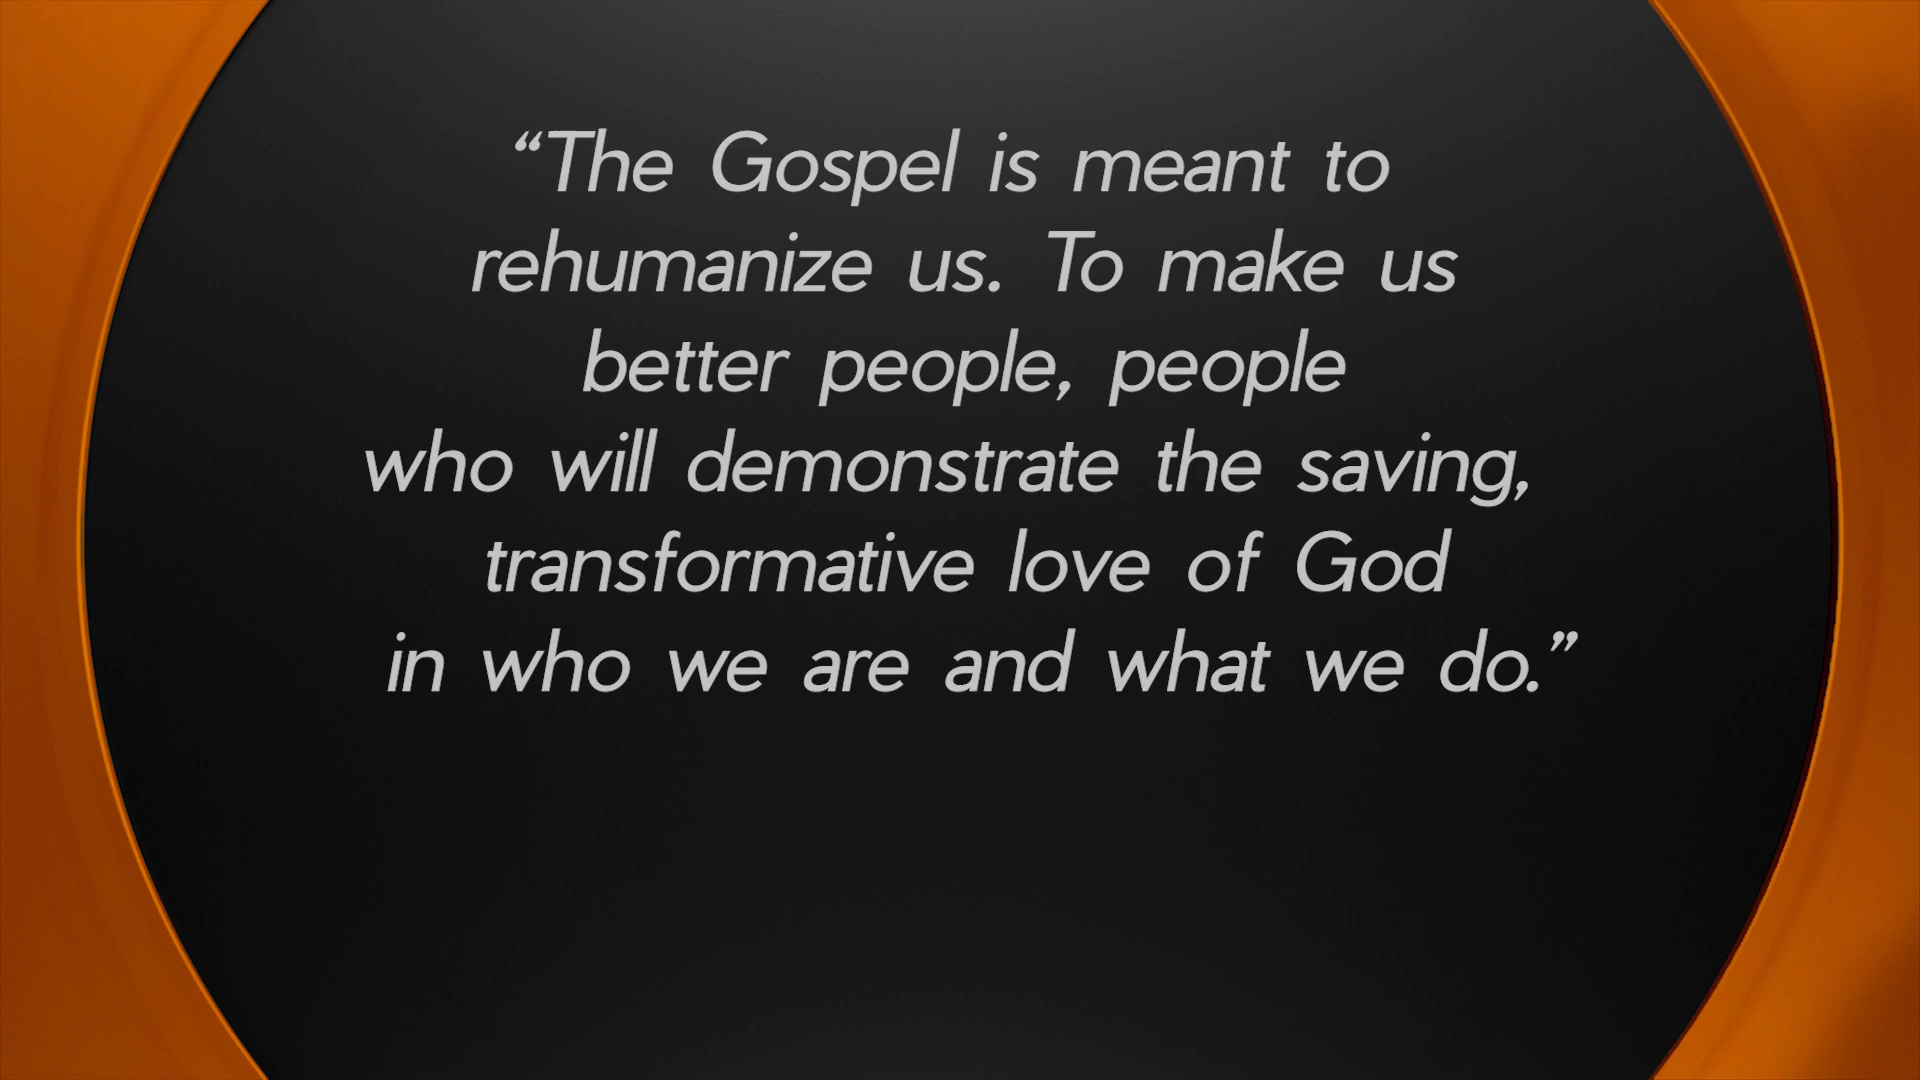 “The Gospel is meant to
rehumanize us. To make us
better people, people
who will demonstrate the saving,
transformative love of God
in who we are and what we do.”